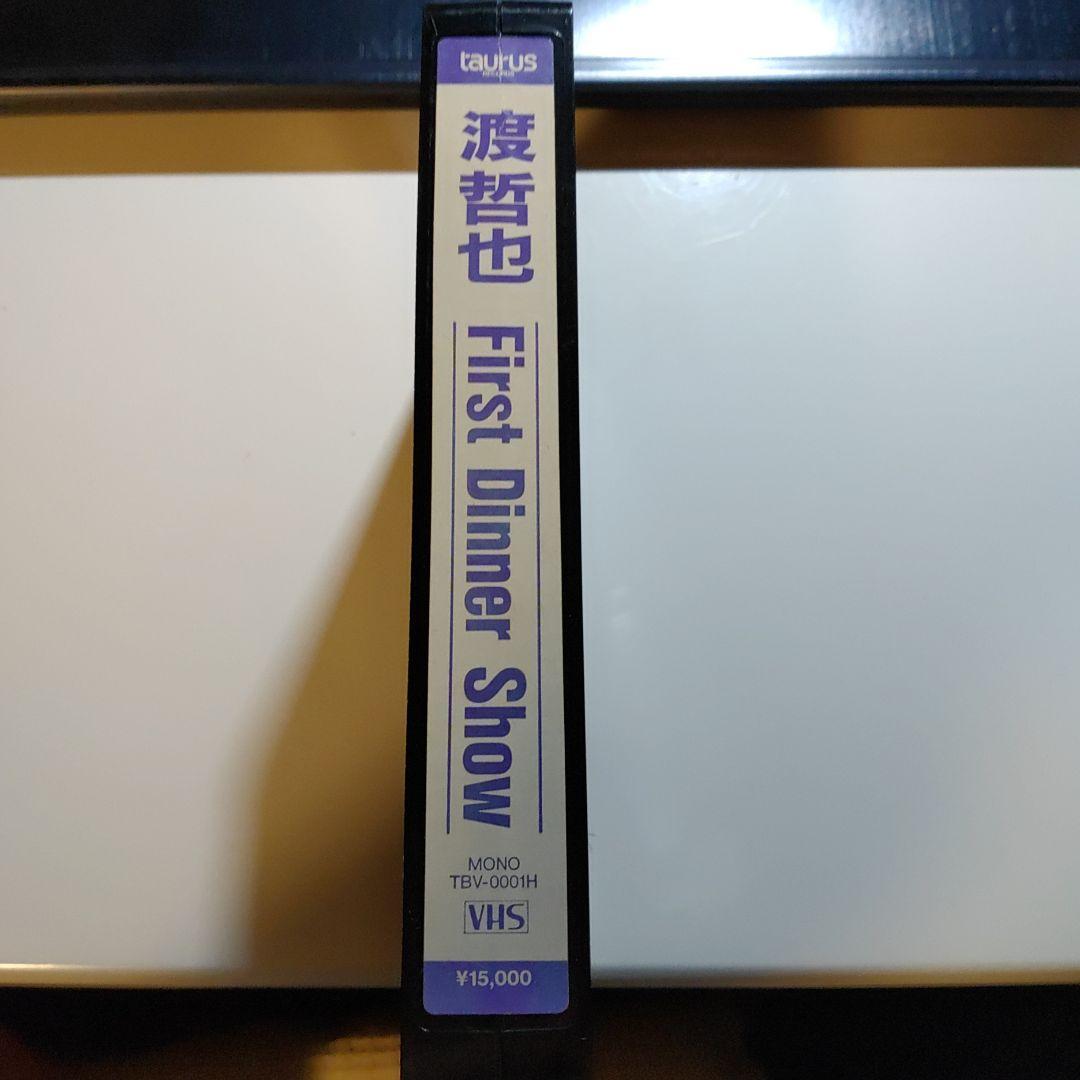 taurus
RECORDS
渡哲也
First Dinner Show
MONO
TBV-0001H
VHS
¥15,000